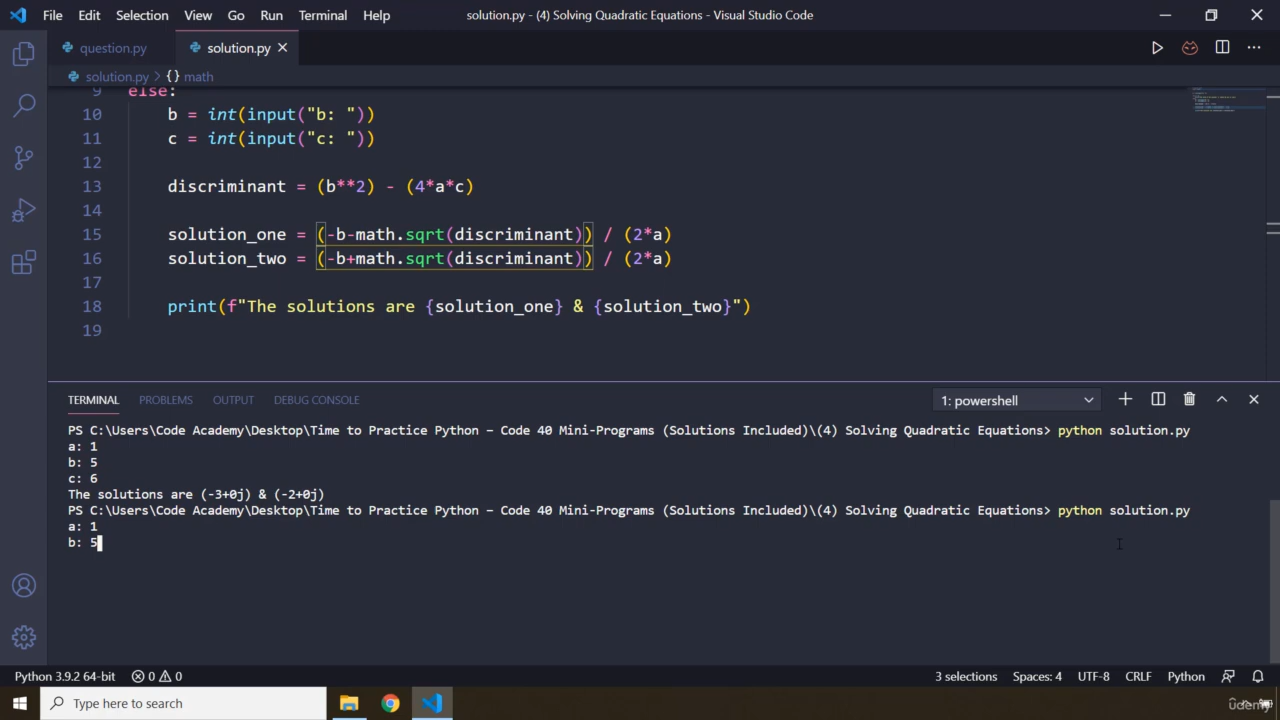 File Edit Selection View Go Run Terminal Help solution.py - (4) Solving Quadratic Equations - Visual Studio Code
question.py solution.py
solution.py > {} math
9 else:
10 b = int(input("b: "))
11 c = int(input("c: "))
12
13 discriminant = (b**2) - (4*a*c)
14
15 solution_one = (-b-math.sqrt(discriminant)) / (2*a)
16 solution_two = (-b+math.sqrt(discriminant)) / (2*a)
17
18 print(f"The solutions are {solution_one} & {solution_two}")
19
TERMINAL PROBLEMS OUTPUT DEBUG CONSOLE 1: powershell
PS C:\Users\Code Academy\Desktop\Time to Practice Python – Code 40 Mini-Programs (Solutions Included)\(4) Solving Quadratic Equations> python solution.py
a: 1
b: 5
c: 6
The solutions are (-3+0j) & (-2+0j)
PS C:\Users\Code Academy\Desktop\Time to Practice Python – Code 40 Mini-Programs (Solutions Included)\(4) Solving Quadratic Equations> python solution.py
a: 1
b: 5
Python 3.9.2 64-bit 0 0 3 selections Spaces: 4 UTF-8 CRLF Python
Type here to search udemy